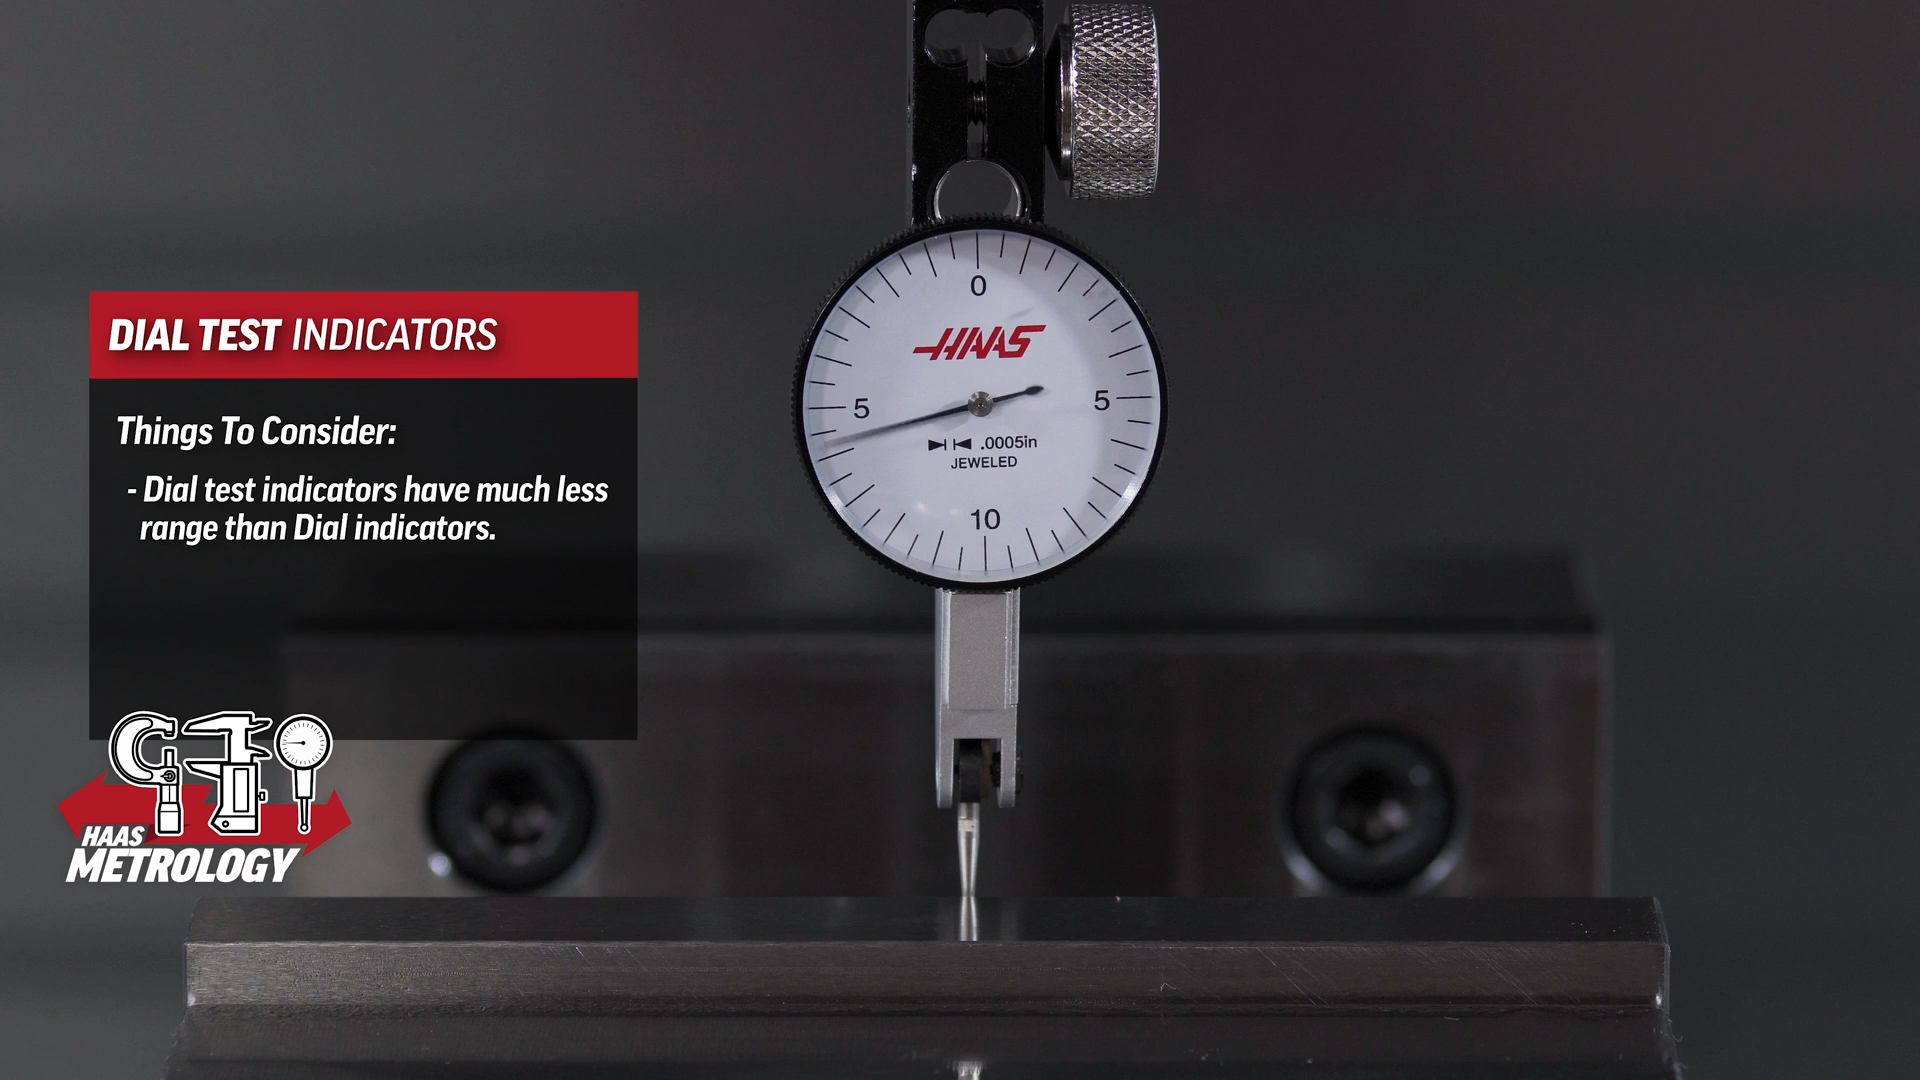 DIAL TEST INDICATORS
Things To Consider:
- Dial test indicators have much less
range than Dial indicators.
HAAS
METROLOGY
0
HAAS
5 5
.0005in
JEWELED
10